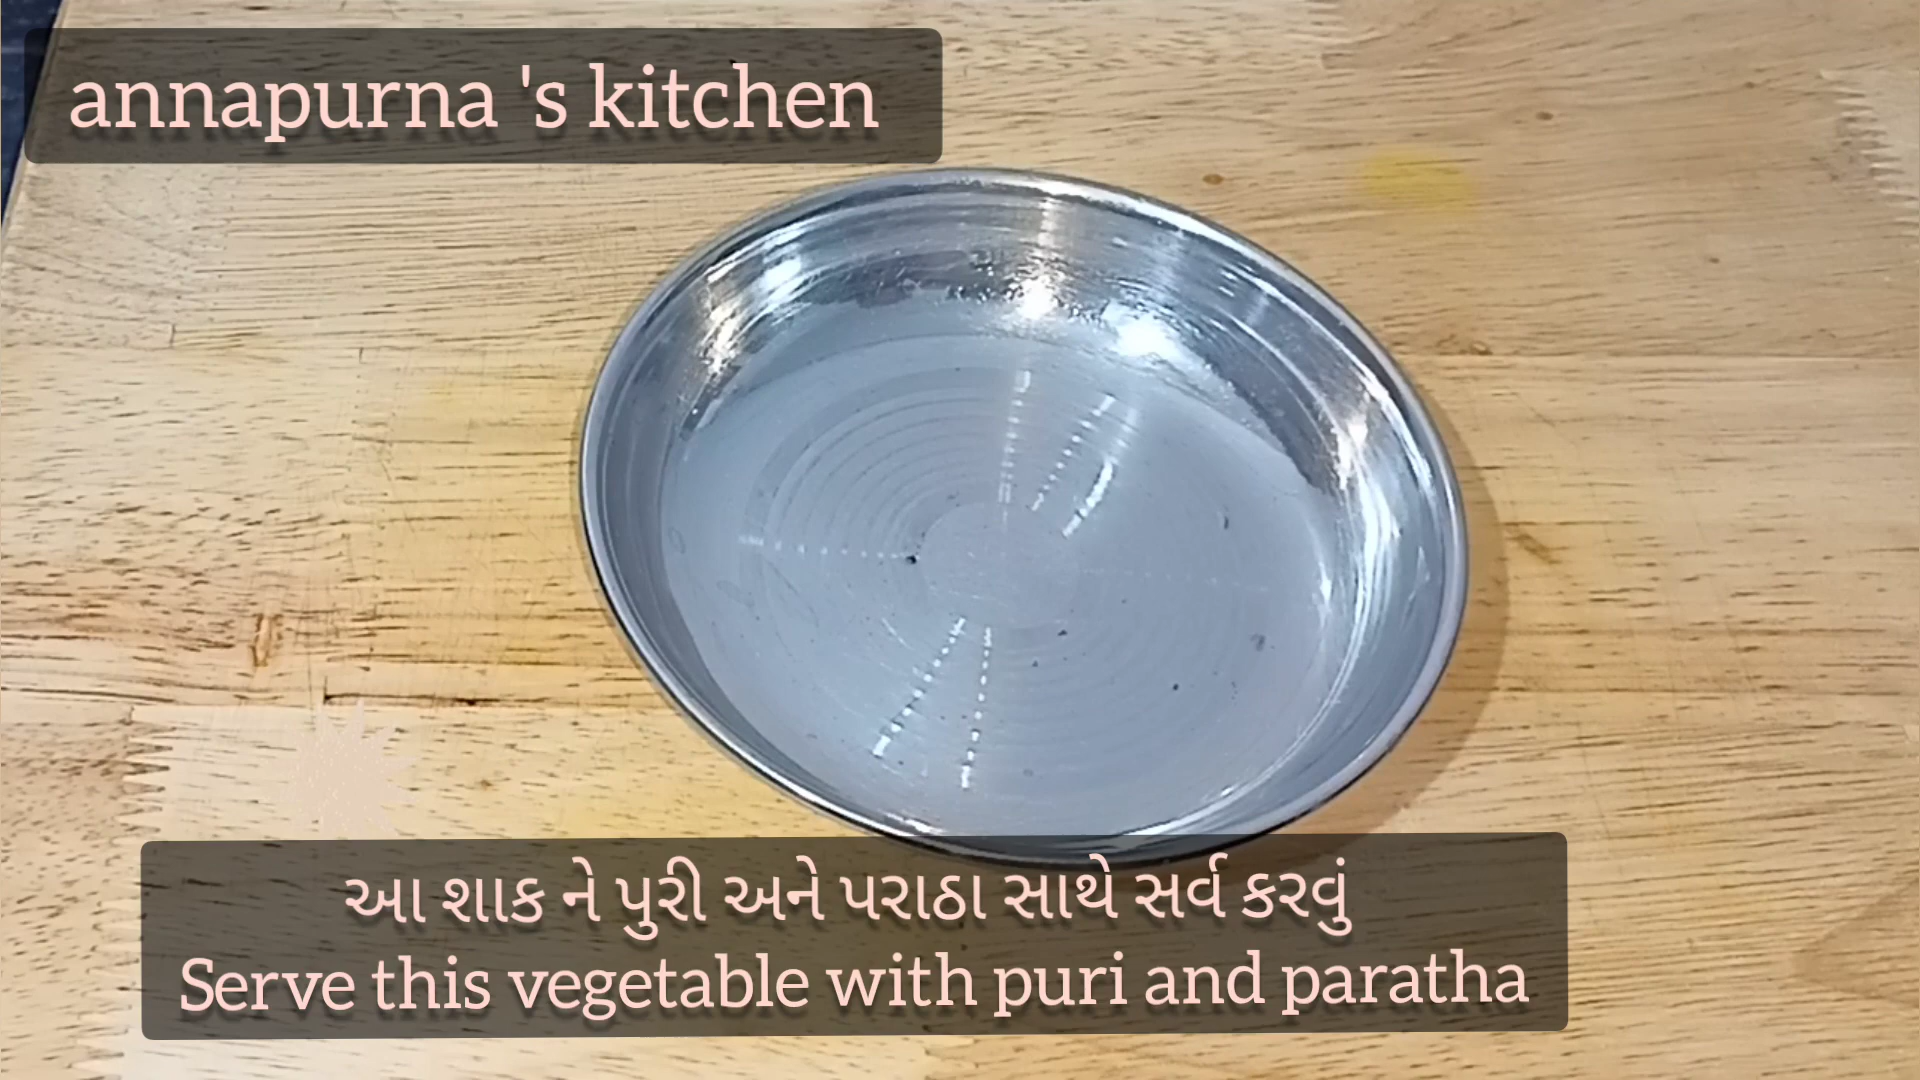 annapurna 's kitchen
આ શાક ને પુરી અને પરાઠા સાથે સર્વ કરવું
Serve this vegetable with puri and paratha